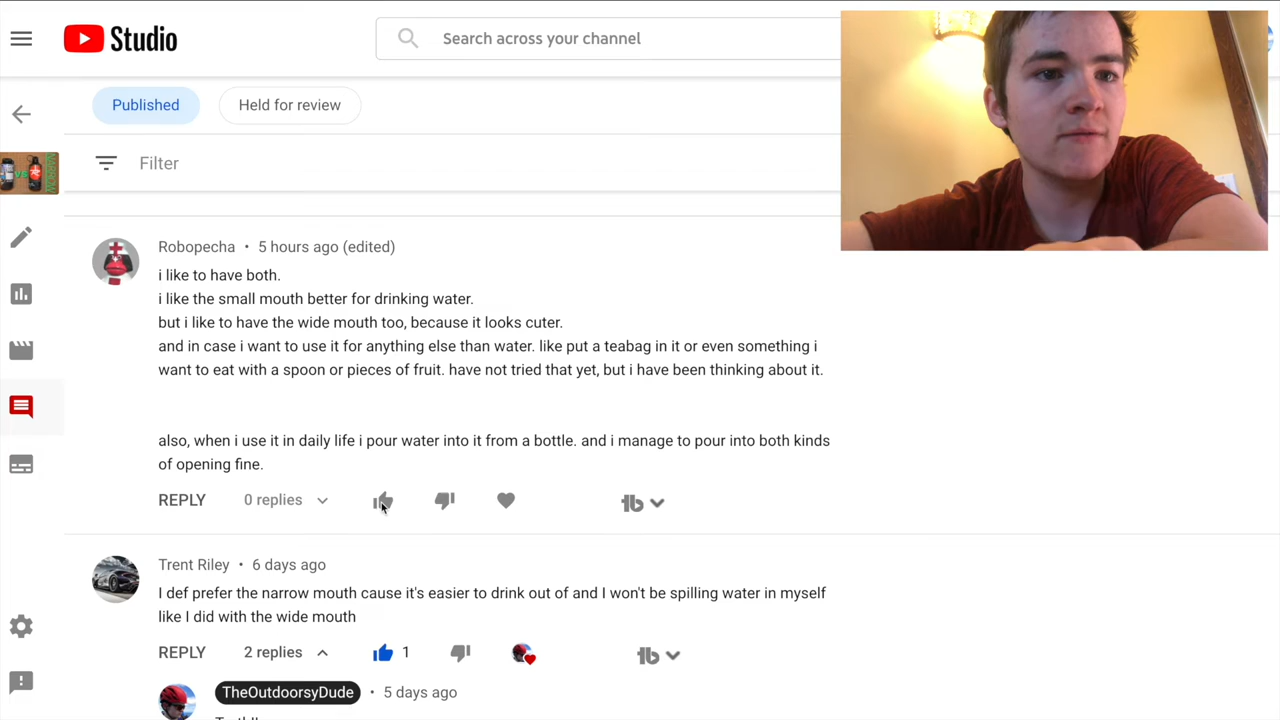 Studio
Search across your channel
Published
Held for review
Filter
VS
NARROW
Robopecha • 5 hours ago (edited)
i like to have both.
i like the small mouth better for drinking water.
but i like to have the wide mouth too, because it looks cuter.
and in case i want to use it for anything else than water. like put a teabag in it or even something i
want to eat with a spoon or pieces of fruit. have not tried that yet, but i have been thinking about it.
also, when i use it in daily life i pour water into it from a bottle. and i manage to pour into both kinds
of opening fine.
REPLY 0 replies
Trent Riley • 6 days ago
I def prefer the narrow mouth cause it's easier to drink out of and I won't be spilling water in myself
like I did with the wide mouth
REPLY 2 replies 1
TheOutdoorsyDude • 5 days ago